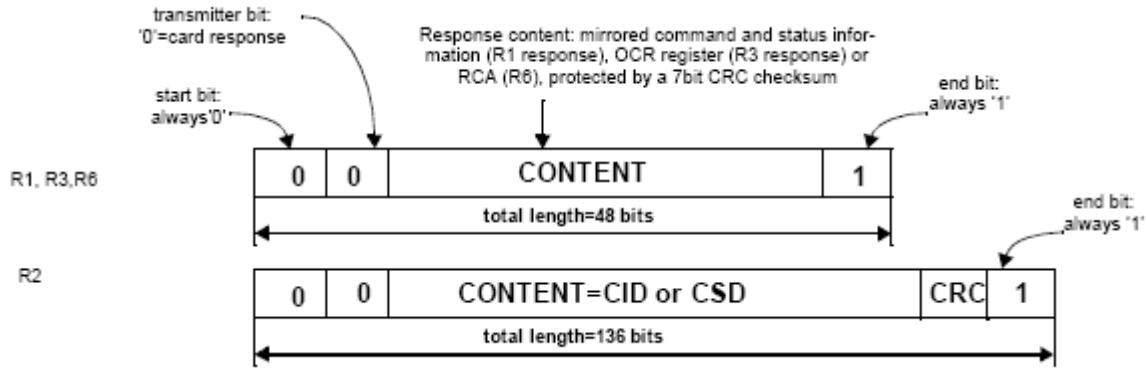 transmitter bit:
'0'=card response
Response content: mirrored command and status infor-
mation (R1 response), OCR register (R3 response) or
RCA (R6), protected by a 7bit CRC checksum
start bit:
always'0'
end bit:
always '1'
R1, R3,R6
0 0 CONTENT 1
total length=48 bits
end bit:
always '1'
R2
0 0 CONTENT=CID or CSD CRC 1
total length=136 bits